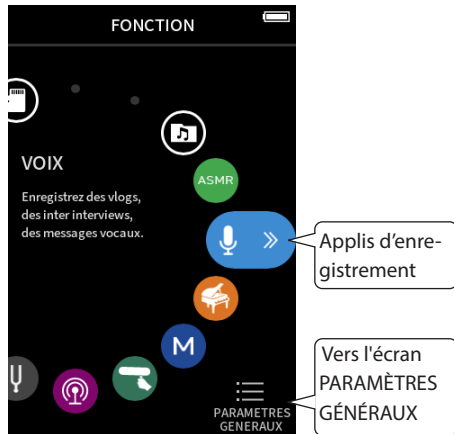 FONCTION
ASMR
VOIX
Enregistrez des vlogs,
des inter interviews,
des messages vocaux.
Applis d'enre-
gistrement
M
Vers l'écran
PARAMÈTRES
GÉNÉRAUX
PARAMETRES
GENERAUX